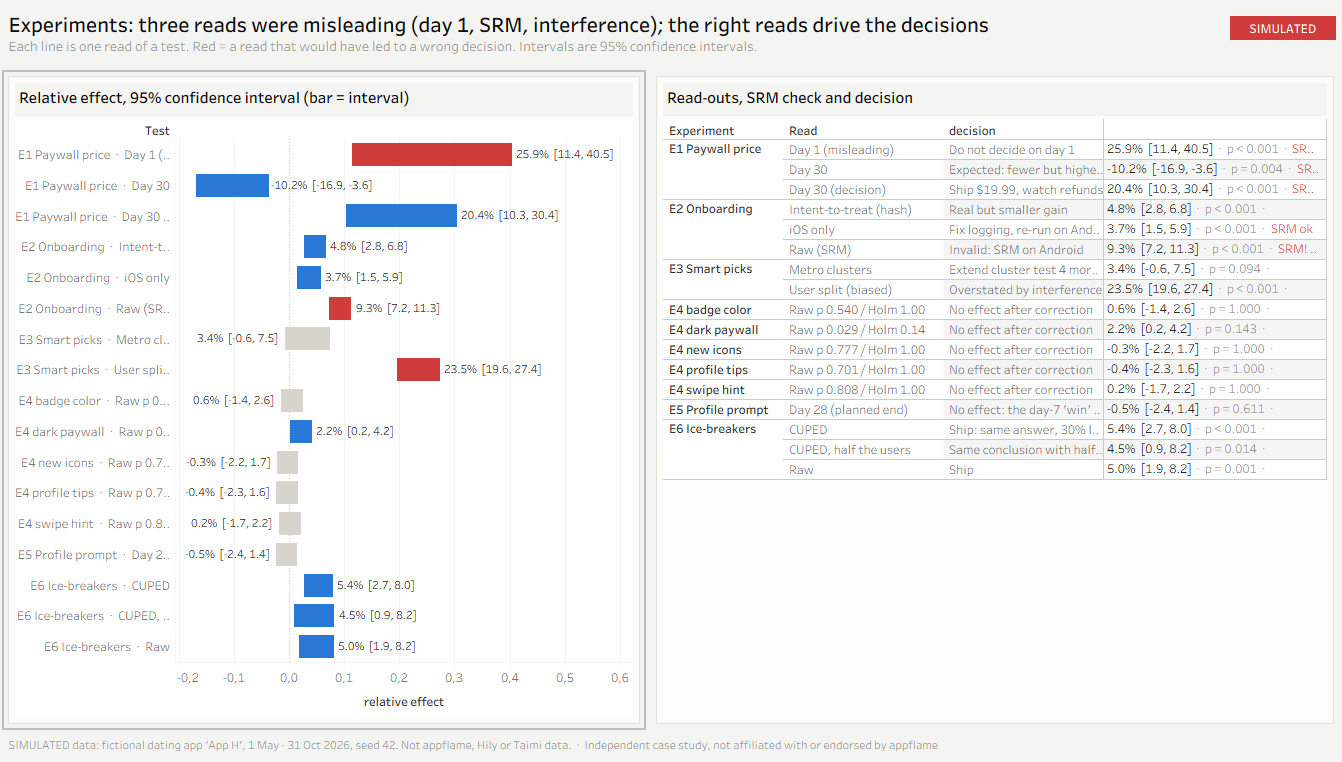 Experiments: three reads were misleading (day 1, SRM, interference); the right reads drive the decisions
SIMULATED
Each line is one read of a test. Red = a read that would have led to a wrong decision. Intervals are 95% confidence intervals.
Relative effect, 95% confidence interval (bar = interval)
Test
E1 Paywall price · Day 1 (.. 25.9% [11.4, 40.5]
E1 Paywall price · Day 30 -10.2% [-16.9, -3.6]
E1 Paywall price · Day 30 .. 20.4% [10.3, 30.4]
E2 Onboarding · Intent-t.. 4.8% [2.8, 6.8]
E2 Onboarding · iOS only 3.7% [1.5, 5.9]
E2 Onboarding · Raw (SR.. 9.3% [7.2, 11.3]
E3 Smart picks · Metro cl.. 3.4% [-0.6, 7.5]
E3 Smart picks · User spli.. 23.5% [19.6, 27.4]
E4 badge color · Raw p 0... 0.6% [-1.4, 2.6]
E4 dark paywall · Raw p 0.. 2.2% [0.2, 4.2]
E4 new icons · Raw p 0.7.. -0.3% [-2.2, 1.7]
E4 profile tips · Raw p 0.7.. -0.4% [-2.3, 1.6]
E4 swipe hint · Raw p 0.8.. 0.2% [-1.7, 2.2]
E5 Profile prompt · Day 2.. -0.5% [-2.4, 1.4]
E6 Ice-breakers · CUPED 5.4% [2.7, 8.0]
E6 Ice-breakers · CUPED, .. 4.5% [0.9, 8.2]
E6 Ice-breakers · Raw 5.0% [1.9, 8.2]
-0,2 -0,1 0,0 0,1 0,2 0,3 0,4 0,5 0,6
relative effect
Read-outs, SRM check and decision
Experiment Read decision
E1 Paywall price Day 1 (misleading) Do not decide on day 1 25.9% [11.4, 40.5] · p < 0.001 · SR..
Day 30 Expected: fewer but highe.. -10.2% [-16.9, -3.6] · p = 0.004 · SR..
Day 30 (decision) Ship $19.99, watch refunds 20.4% [10.3, 30.4] · p < 0.001 · SR..
E2 Onboarding Intent-to-treat (hash) Real but smaller gain 4.8% [2.8, 6.8] · p < 0.001 ·
iOS only Fix logging, re-run on And.. 3.7% [1.5, 5.9] · p < 0.001 · SRM ok
Raw (SRM) Invalid: SRM on Android 9.3% [7.2, 11.3] · p < 0.001 · SRM! ..
E3 Smart picks Metro clusters Extend cluster test 4 mor.. 3.4% [-0.6, 7.5] · p = 0.094 ·
User split (biased) Overstated by interference 23.5% [19.6, 27.4] · p < 0.001 ·
E4 badge color Raw p 0.540 / Holm 1.00 No effect after correction 0.6% [-1.4, 2.6] · p = 1.000 ·
E4 dark paywall Raw p 0.029 / Holm 0.14 No effect after correction 2.2% [0.2, 4.2] · p = 0.143 ·
E4 new icons Raw p 0.777 / Holm 1.00 No effect after correction -0.3% [-2.2, 1.7] · p = 1.000 ·
E4 profile tips Raw p 0.701 / Holm 1.00 No effect after correction -0.4% [-2.3, 1.6] · p = 1.000 ·
E4 swipe hint Raw p 0.808 / Holm 1.00 No effect after correction 0.2% [-1.7, 2.2] · p = 1.000 ·
E5 Profile prompt Day 28 (planned end) No effect: the day-7 'win' .. -0.5% [-2.4, 1.4] · p = 0.611 ·
E6 Ice-breakers CUPED Ship: same answer, 30% l.. 5.4% [2.7, 8.0] · p < 0.001 ·
CUPED, half the users Same conclusion with half.. 4.5% [0.9, 8.2] · p = 0.014 ·
Raw Ship 5.0% [1.9, 8.2] · p = 0.001 ·
SIMULATED data: fictional dating app 'App H', 1 May - 31 Oct 2026, seed 42. Not appflame, Hily or Taimi data. · Independent case study, not affiliated with or endorsed by appflame